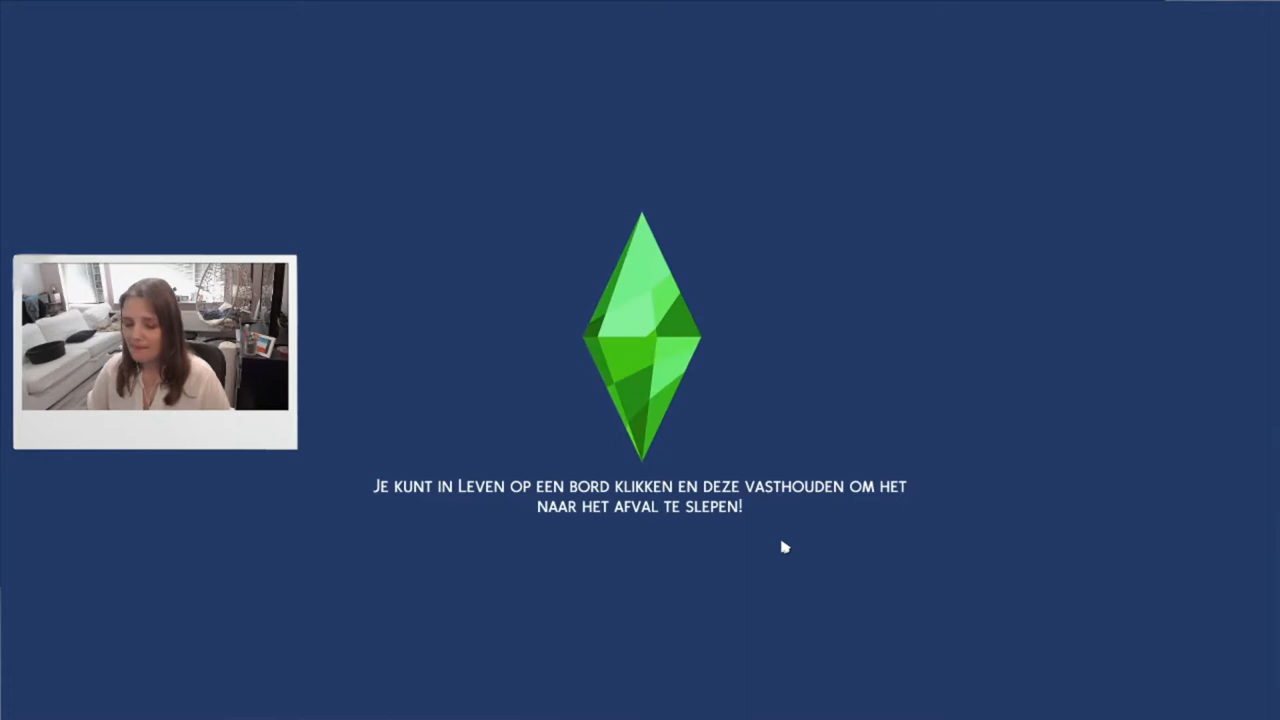 Je kunt in Leven op een bord klikken en deze vasthouden om het
naar het afval te slepen!